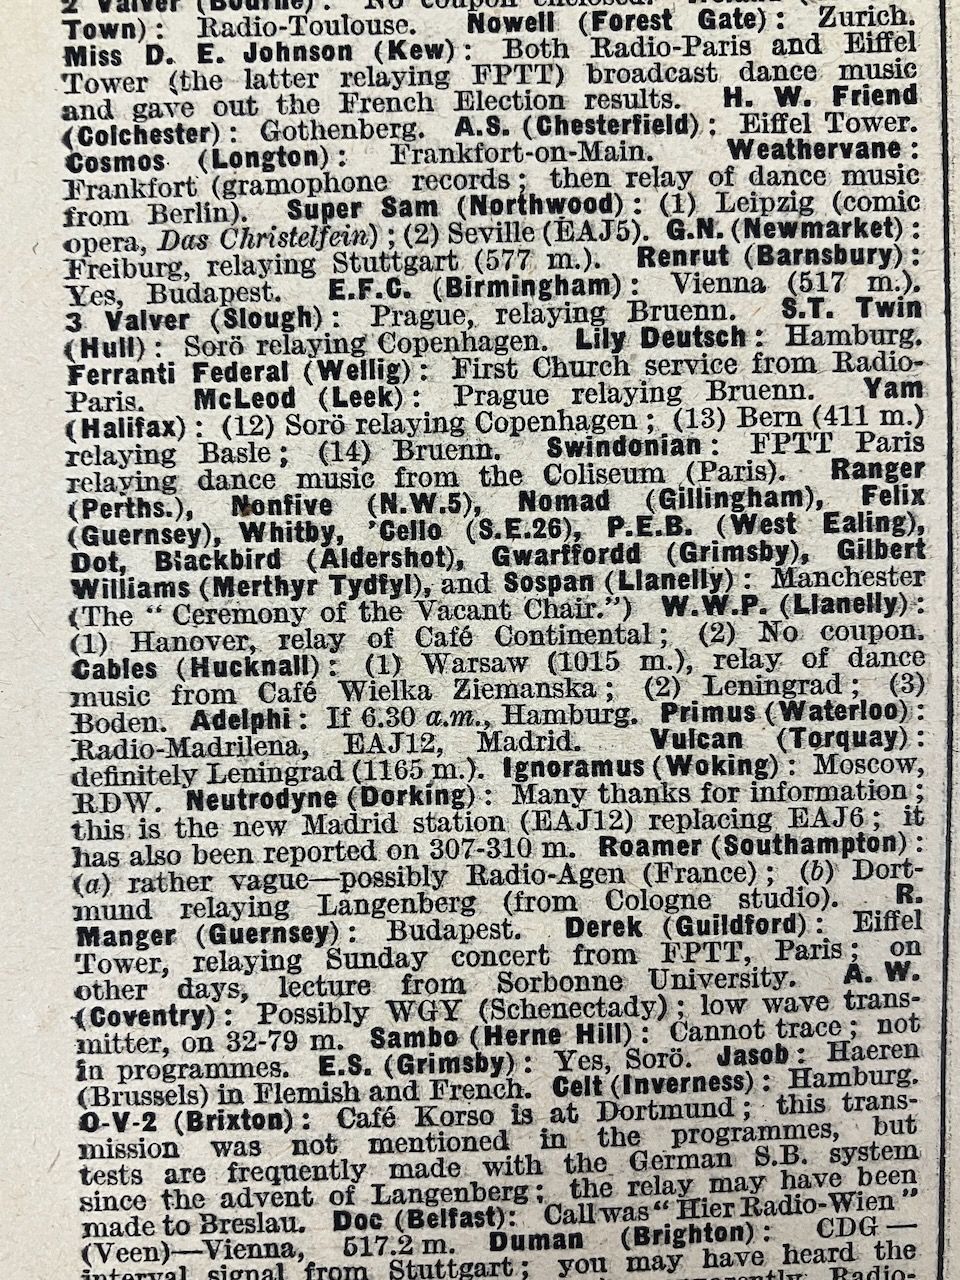 2 Valver (Bourne): No coupon enclosed.
Town): Radio-Toulouse. Nowell (Forest Gate): Zurich.
Miss D. E. Johnson (Kew): Both Radio-Paris and Eiffel
Tower (the latter relaying FPTT) broadcast dance music
and gave out the French Election results. H. W. Friend
(Colchester): Gothenberg. A.S. (Chesterfield): Eiffel Tower.
Cosmos (Longton): Frankfort-on-Main. Weathervane:
Frankfort (gramophone records; then relay of dance music
from Berlin). Super Sam (Northwood): (1) Leipzig (comic
opera, Das Christelfein); (2) Seville (EAJ5). G.N. (Newmarket):
Freiburg, relaying Stuttgart (577 m.). Renrut (Barnsbury):
Yes, Budapest. E.F.C. (Birmingham): Vienna (517 m.).
3 Valver (Slough): Prague, relaying Bruenn. S.T. Twin
(Hull): Sorö relaying Copenhagen. Lily Deutsch: Hamburg.
Ferranti Federal (Wellig): First Church service from Radio-
Paris. McLeod (Leek): Prague relaying Bruenn. Yam
(Halifax): (12) Sorö relaying Copenhagen; (13) Bern (411 m.)
relaying Basle; (14) Bruenn. Swindonian: FPTT Paris
relaying dance music from the Coliseum (Paris). Ranger
(Perths.), Nonfive (N.W.5), Nomad (Gillingham), Felix
(Guernsey), Whitby, 'Cello (S.E.26), P.E.B. (West Ealing),
Dot, Blackbird (Aldershot), Gwarffordd (Grimsby), Gilbert
Williams (Merthyr Tydfyl), and Sospan (Llanelly): Manchester
(The "Ceremony of the Vacant Chair.") W.W.P. (Llanelly):
(1) Hanover, relay of Café Continental; (2) No coupon.
Cables (Hucknall): (1) Warsaw (1015 m.), relay of dance
music from Café Wielka Ziemanska; (2) Leningrad; (3)
Boden. Adelphi: If 6.30 a.m., Hamburg. Primus (Waterloo):
Radio-Madrilena, EAJ12, Madrid. Vulcan (Torquay):
definitely Leningrad (1165 m.). Ignoramus (Woking): Moscow,
RDW. Neutrodyne (Dorking): Many thanks for information;
this is the new Madrid station (EAJ12) replacing EAJ6; it
has also been reported on 307-310 m. Roamer (Southampton):
(a) rather vague—possibly Radio-Agen (France); (b) Dort-
mund relaying Langenberg (from Cologne studio). R.
Manger (Guernsey): Budapest. Derek (Guildford): Eiffel
Tower, relaying Sunday concert from FPTT, Paris; on
other days, lecture from Sorbonne University. A. W.
(Coventry): Possibly WGY (Schenectady); low wave trans-
mitter, on 32-79 m. Sambo (Herne Hill): Cannot trace; not
in programmes. E.S. (Grimsby): Yes, Sorö. Jasob: Haeren
(Brussels) in Flemish and French. Celt (Inverness): Hamburg.
O-V-2 (Brixton): Café Korso is at Dortmund; this trans-
mission was not mentioned in the programmes, but
tests are frequently made with the German S.B. system
since the advent of Langenberg; the relay may have been
made to Breslau. Doc (Belfast): Call was "Hier Radio-Wien"
(Veen)—Vienna, 517.2 m. Duman (Brighton): CDG—
interval signal from Stuttgart; you may have heard the
Radio-